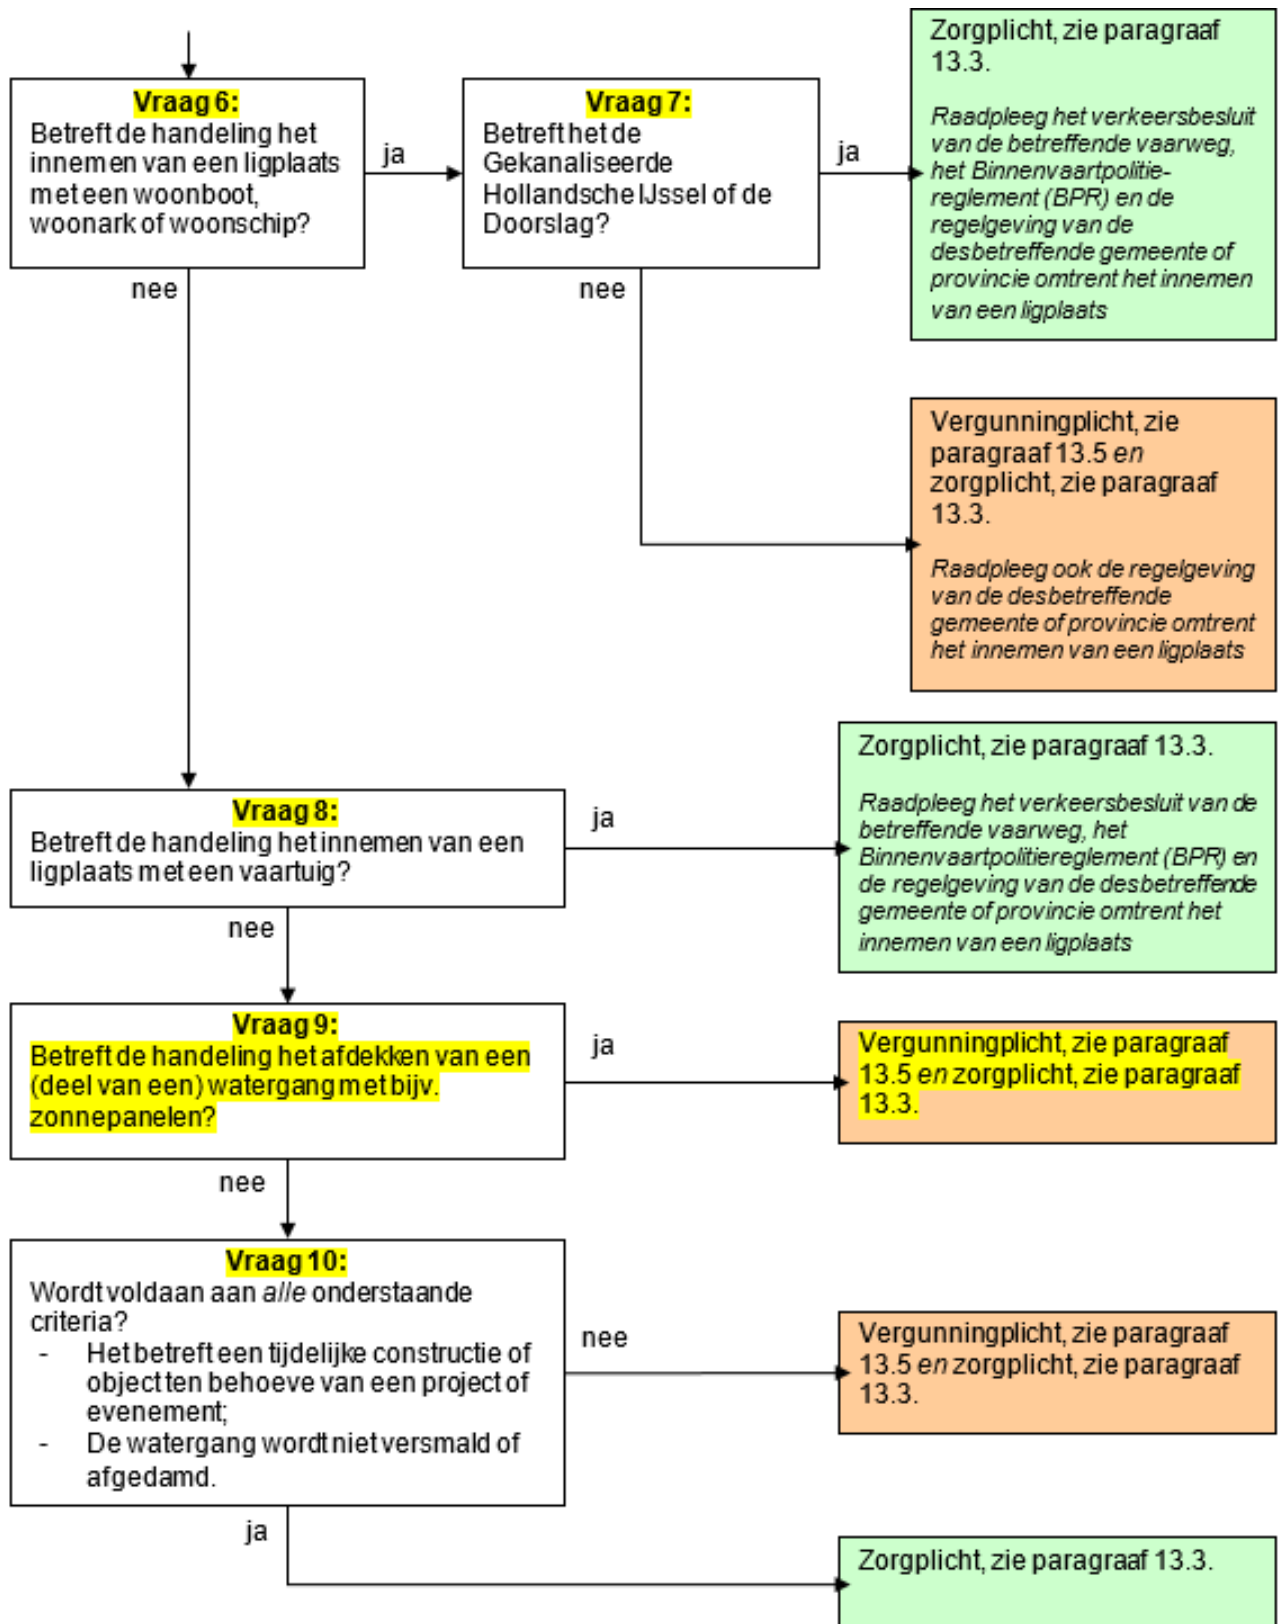 Vraag 6:
Betreft de handeling het
innemen van een ligplaats
met een woonboot,
woonark of woonschip?
ja
nee
Vraag 7:
Betreft het de
Gekanaliseerde
Hollandsche IJssel of de
Doorslag?
ja
nee
Zorgplicht, zie paragraaf
13.3.
Raadpleeg het verkeersbesluit
van de betreffende vaarweg,
het Binnenvaartpolitie-
reglement (BPR) en de
regelgeving van de
desbetreffende gemeente of
provincie omtrent het innemen
van een ligplaats
Vergunningplicht, zie
paragraaf 13.5 en
zorgplicht, zie paragraaf
13.3.
Raadpleeg ook de regelgeving
van de desbetreffende
gemeente of provincie omtrent
het innemen van een ligplaats
Vraag 8:
Betreft de handeling het innemen van een
ligplaats met een vaartuig?
ja
nee
Zorgplicht, zie paragraaf 13.3.
Raadpleeg het verkeersbesluit van de
betreffende vaarweg, het
Binnenvaartpolitiereglement (BPR) en
de regelgeving van de desbetreffende
gemeente of provincie omtrent het
innemen van een ligplaats
Vraag 9:
Betreft de handeling het afdekken van een
(deel van een) watergang met bijv.
zonnepanelen?
ja
nee
Vergunningplicht, zie paragraaf
13.5 en zorgplicht, zie paragraaf
13.3.
Vraag 10:
Wordt voldaan aan alle onderstaande
criteria?
- Het betreft een tijdelijke constructie of
object ten behoeve van een project of
evenement;
- De watergang wordt niet versmald of
afgedamd.
nee
ja
Vergunningplicht, zie paragraaf
13.5 en zorgplicht, zie paragraaf
13.3.
Zorgplicht, zie paragraaf 13.3.